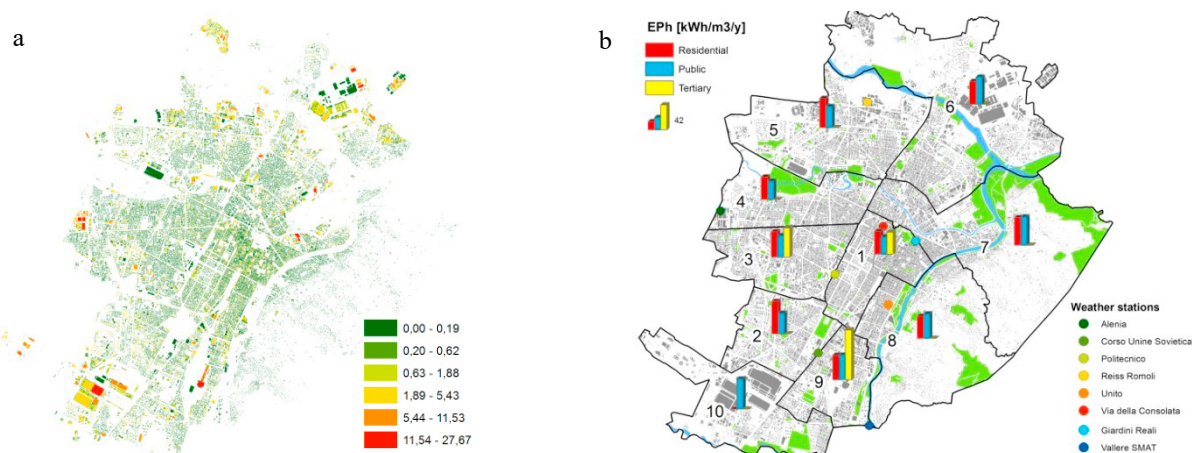 a
0,00 - 0,19
0,20 - 0,62
0,63 - 1,88
1,89 - 5,43
5,44 - 11,53
11,54 - 27,67
b
EPh [kWh/m3/y]
Residential
Public
Tertiary
42
6
5
4
7
3
1
2
8
9
10
Weather stations
Alenia
Corso Unine Sovietica
Politecnico
Reiss Romoli
Unito
Via della Consolata
Giardini Reali
Vallere SMAT